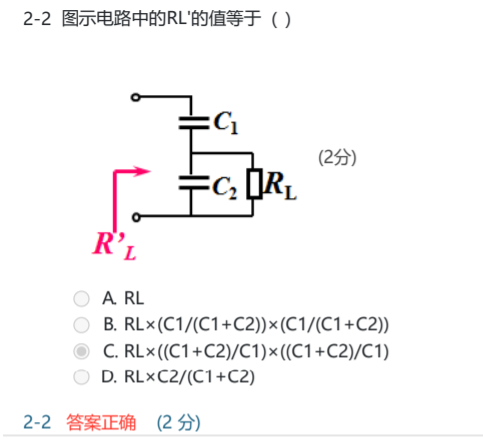 2-2 图示电路中的RL'的值等于 ( )
C1
(2分)
C2
RL
R'L
A. RL
B. RL×(C1/(C1+C2))×(C1/(C1+C2))
C. RL×((C1+C2)/C1)×((C1+C2)/C1)
D. RL×C2/(C1+C2)
2-2 答案正确 (2 分)